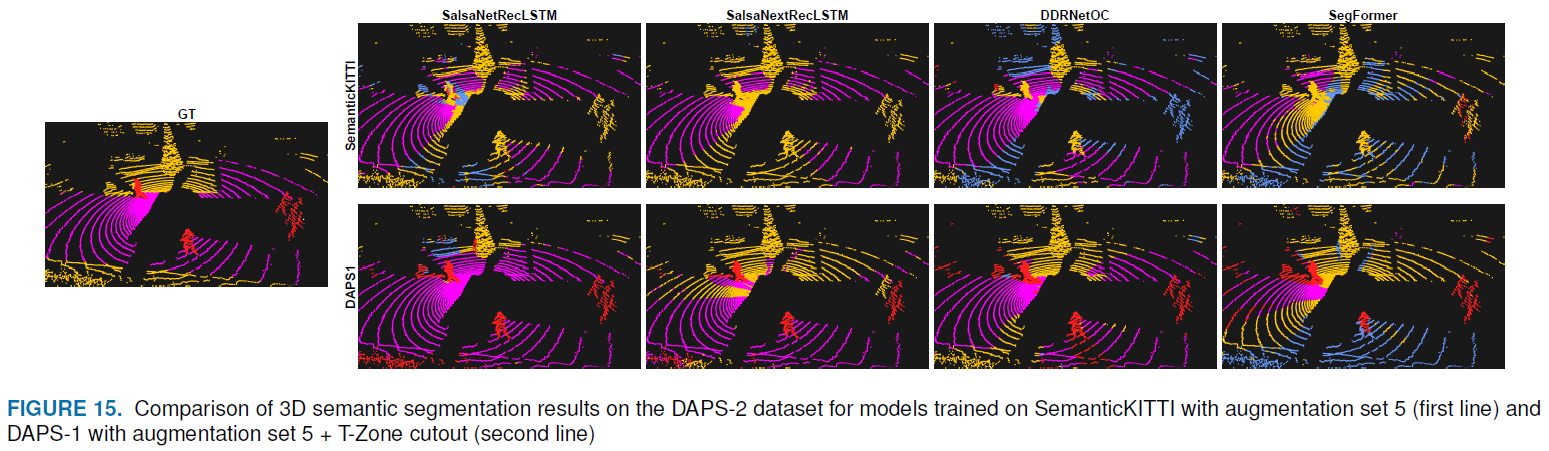 SalsaNetRecLSTM
SalsaNextRecLSTM
DDRNetOC
SegFormer
SemanticKITTI
GT
DAPS1
FIGURE 15. Comparison of 3D semantic segmentation results on the DAPS-2 dataset for models trained on SemanticKITTI with augmentation set 5 (first line) and
DAPS-1 with augmentation set 5 + T-Zone cutout (second line)